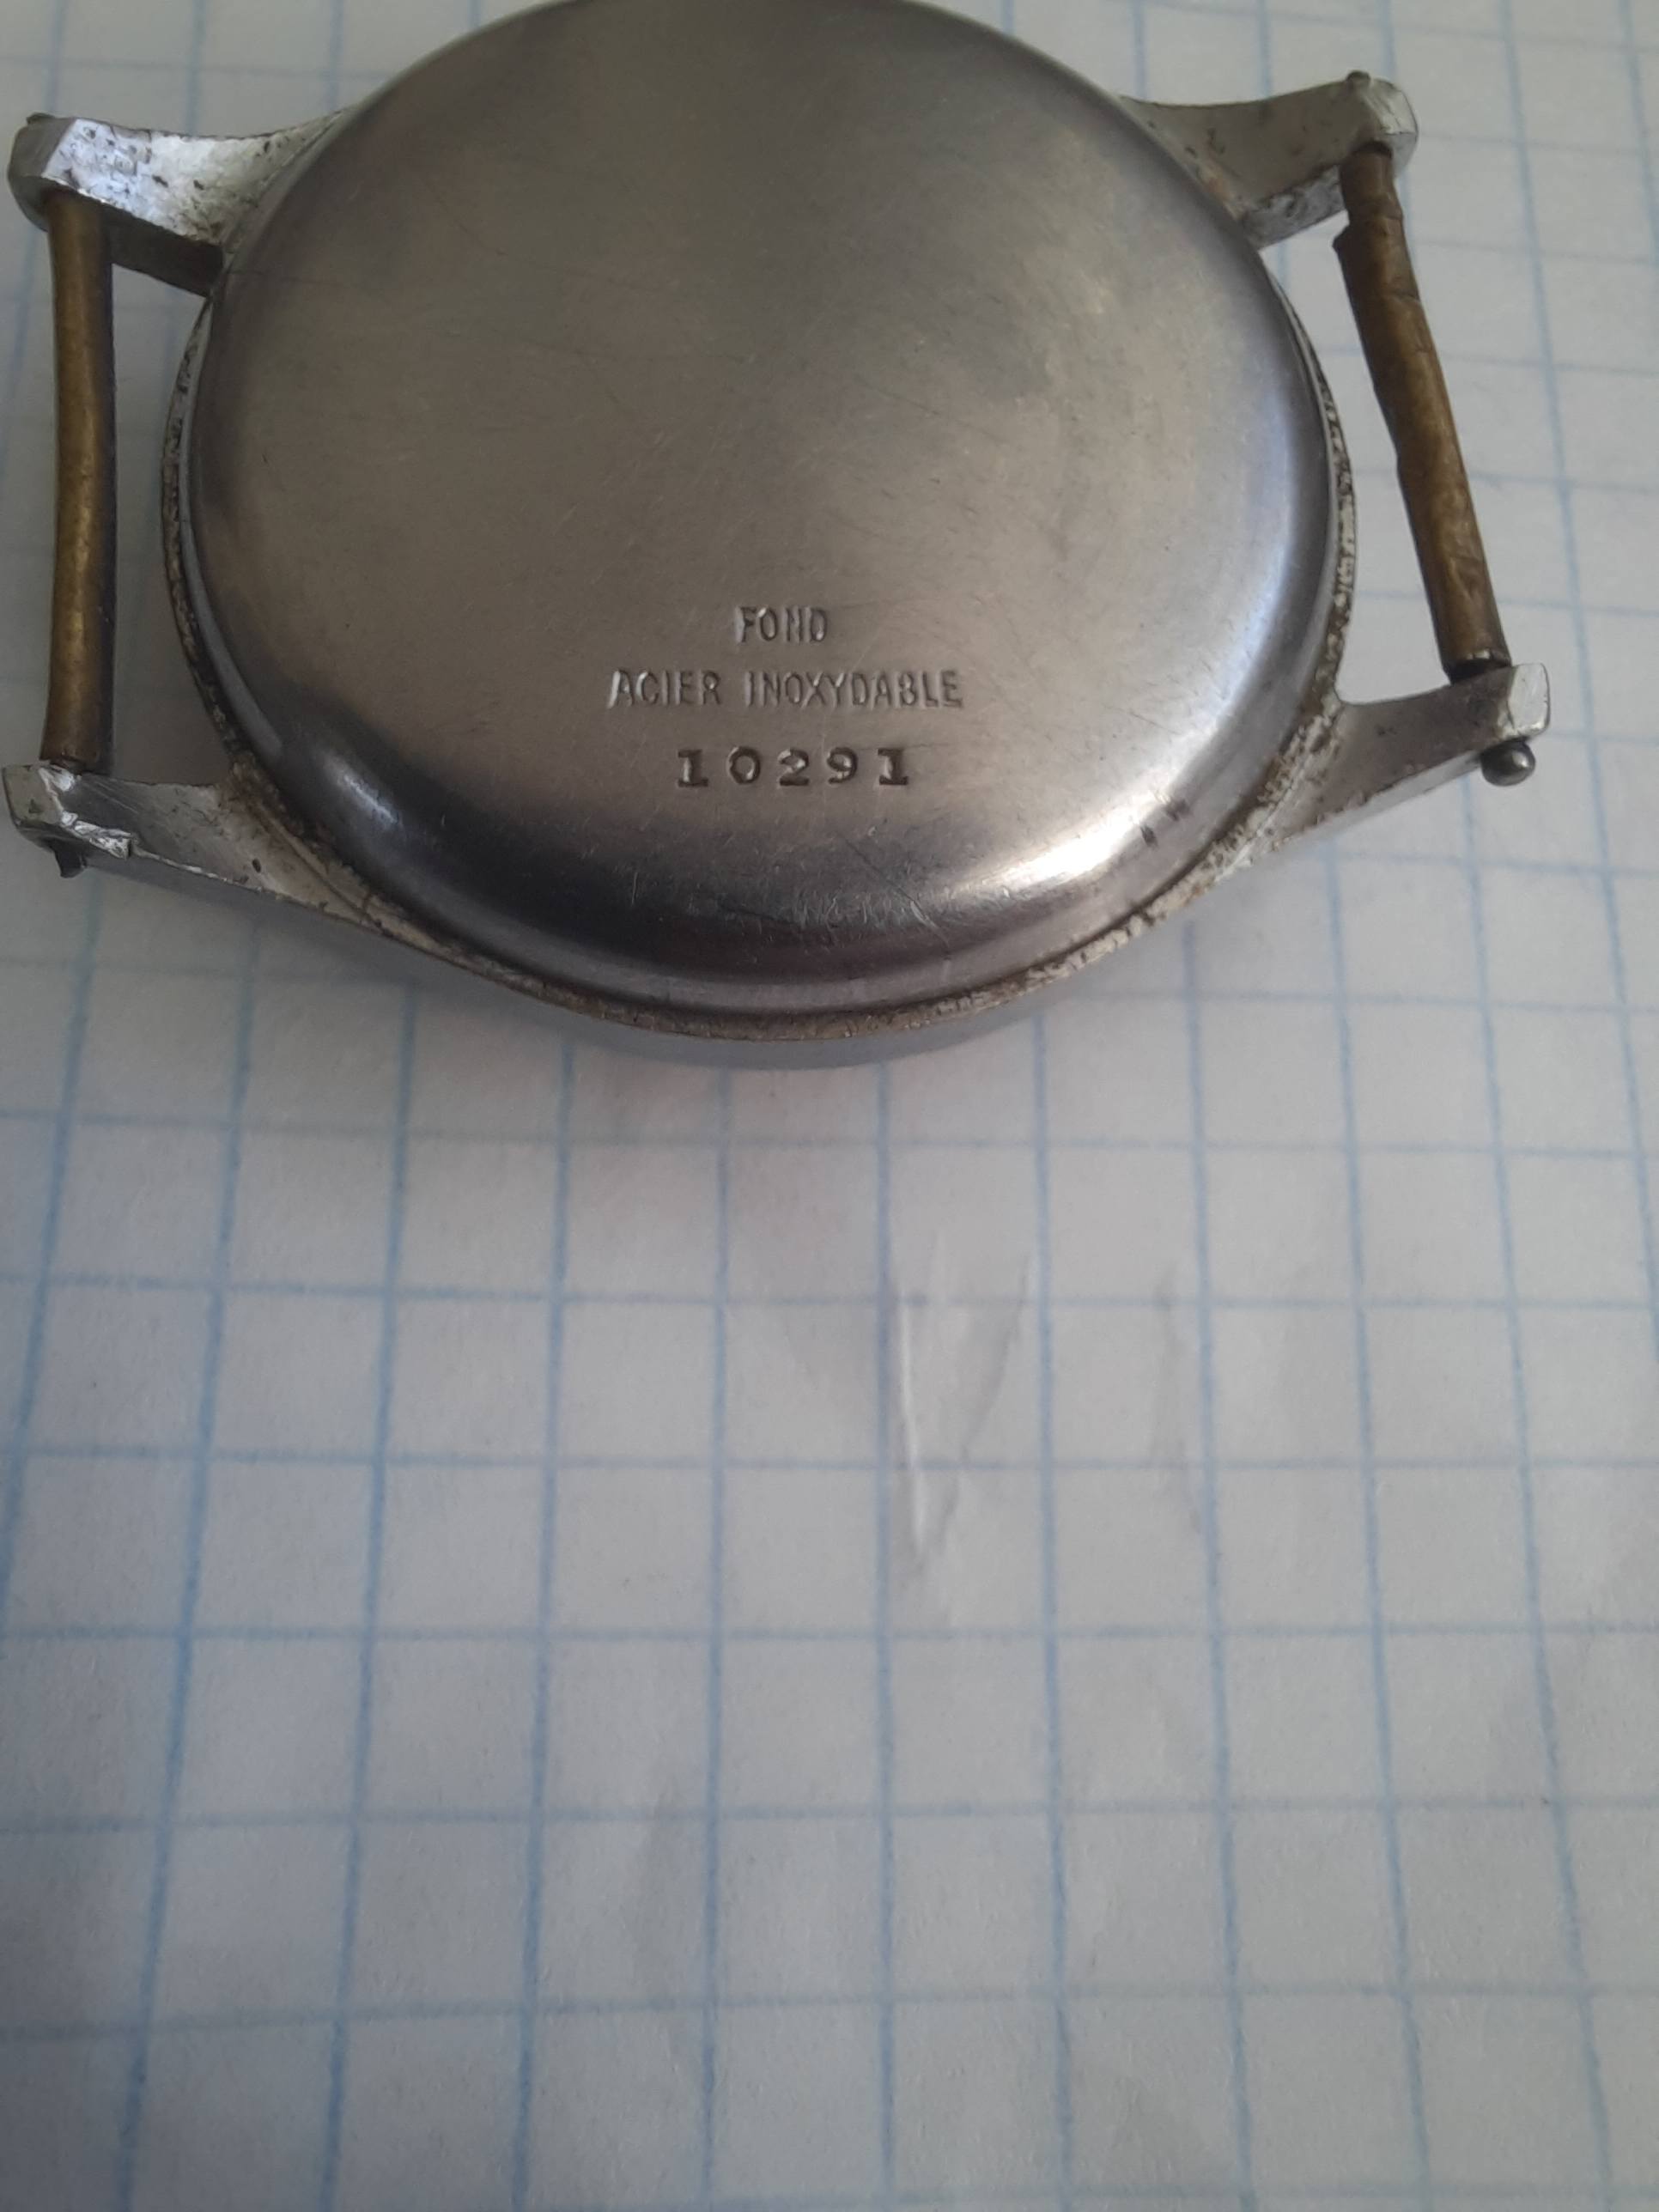 FOND
ACIER INOXYDABLE
10291